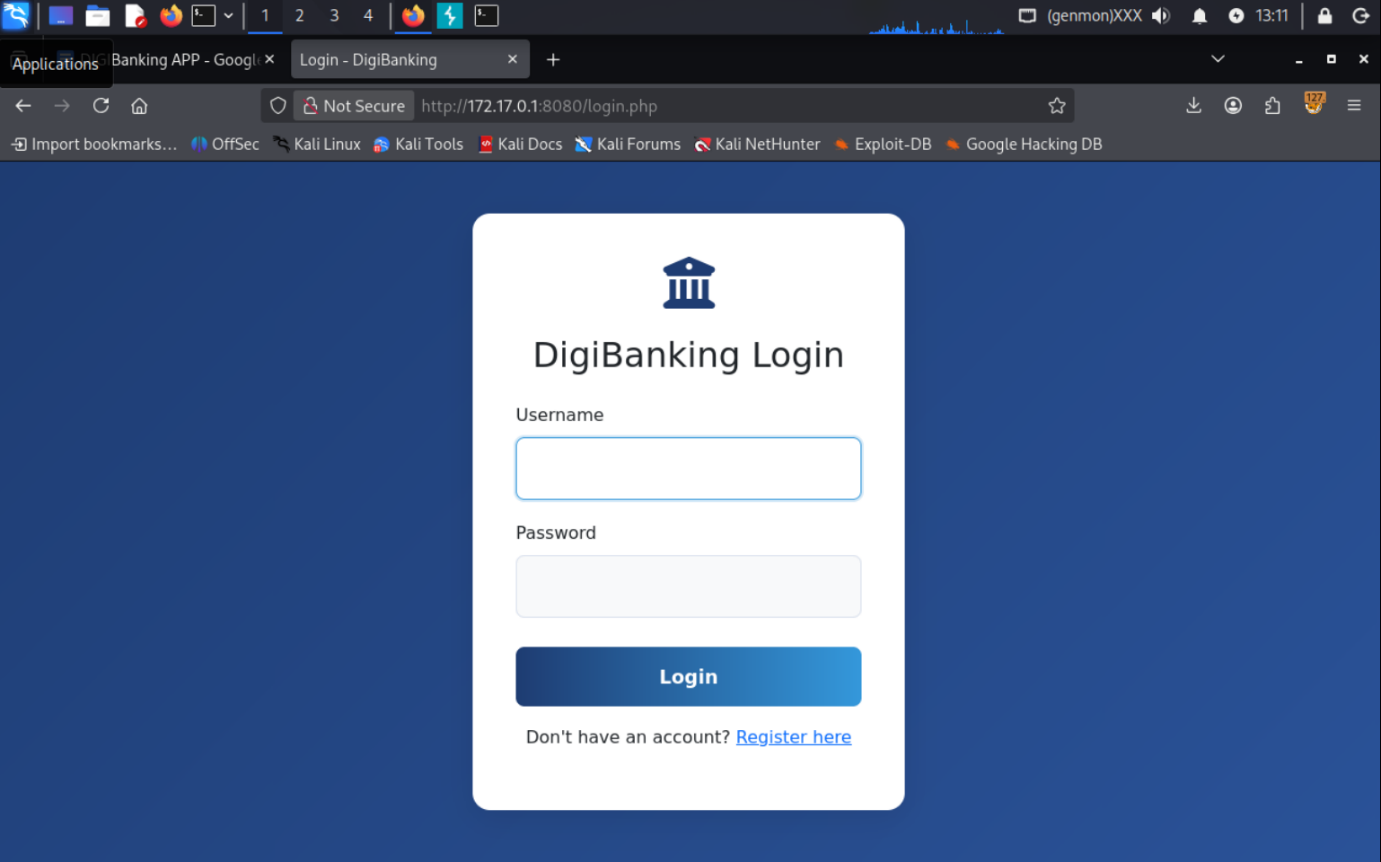 1 2 3 4 (genmon)XXX 13:11
Applications
Banking APP - Googl
Login - DigiBanking
Not Secure http://172.17.0.1:8080/login.php 127.
Import bookmarks... OffSec Kali Linux Kali Tools Kali Docs Kali Forums Kali NetHunter Exploit-DB Google Hacking DB
DigiBanking Login
Username
Password
Login
Don't have an account? Register here